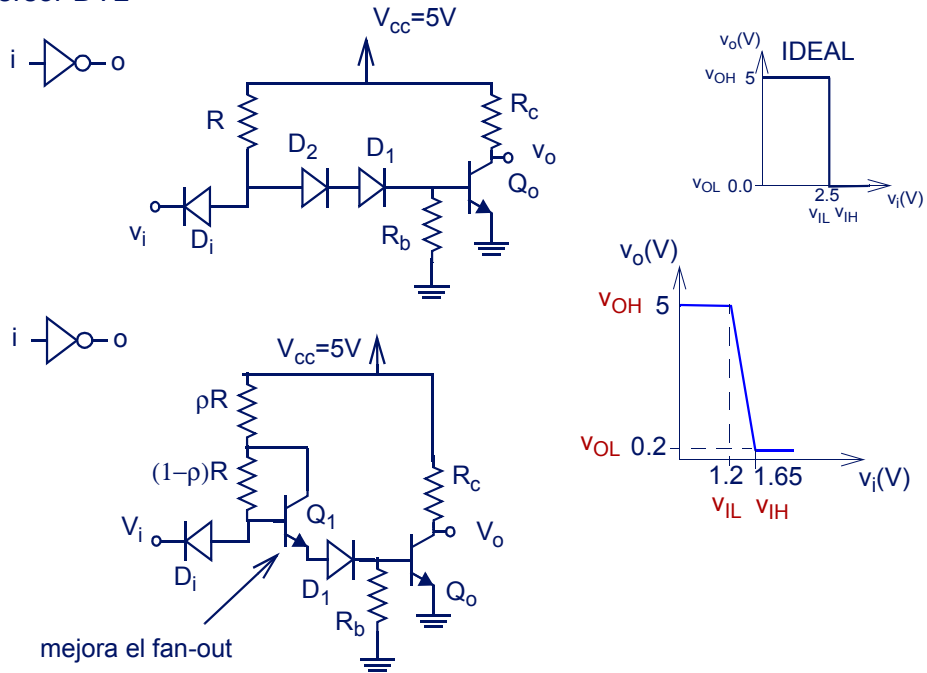 V_cc=5V
i
o
R
R_c
D_2
D_1
v_o
Q_o
v_i
D_i
R_b
v_o(V)
IDEAL
v_OH 5
v_OL 0.0
2.5
v_IL v_IH
v_i(V)
i
o
V_cc=5V
ρR
(1−ρ)R
R_c
Q_1
V_i
D_i
V_o
D_1
Q_o
R_b
mejora el fan-out
v_o(V)
v_OH 5
v_OL 0.2
1.2 1.65
v_IL v_IH
v_i(V)